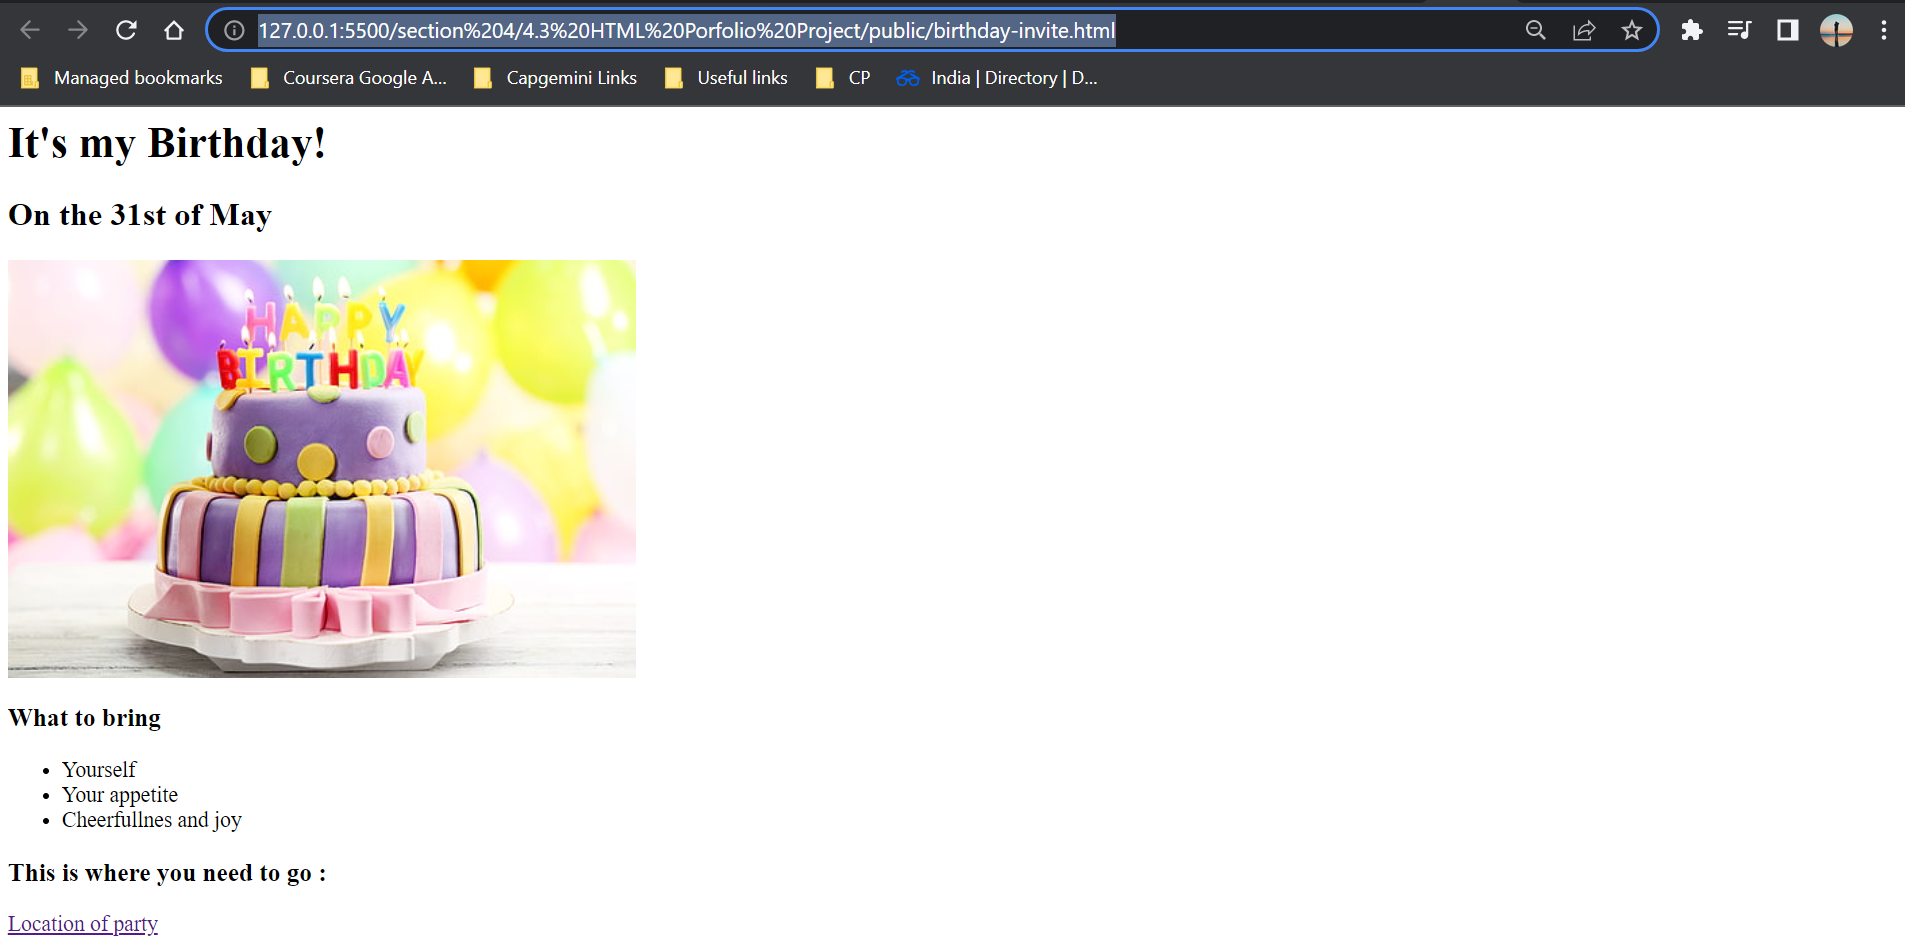 127.0.0.1:5500/section%204/4.3%20HTML%20Porfolio%20Project/public/birthday-invite.html
Managed bookmarks Coursera Google A... Capgemini Links Useful links CP India | Directory | D...
It's my Birthday!
On the 31st of May
HAPPY
BIRTHDAY
What to bring
Yourself
Your appetite
Cheerfullnes and joy
This is where you need to go :
Location of party